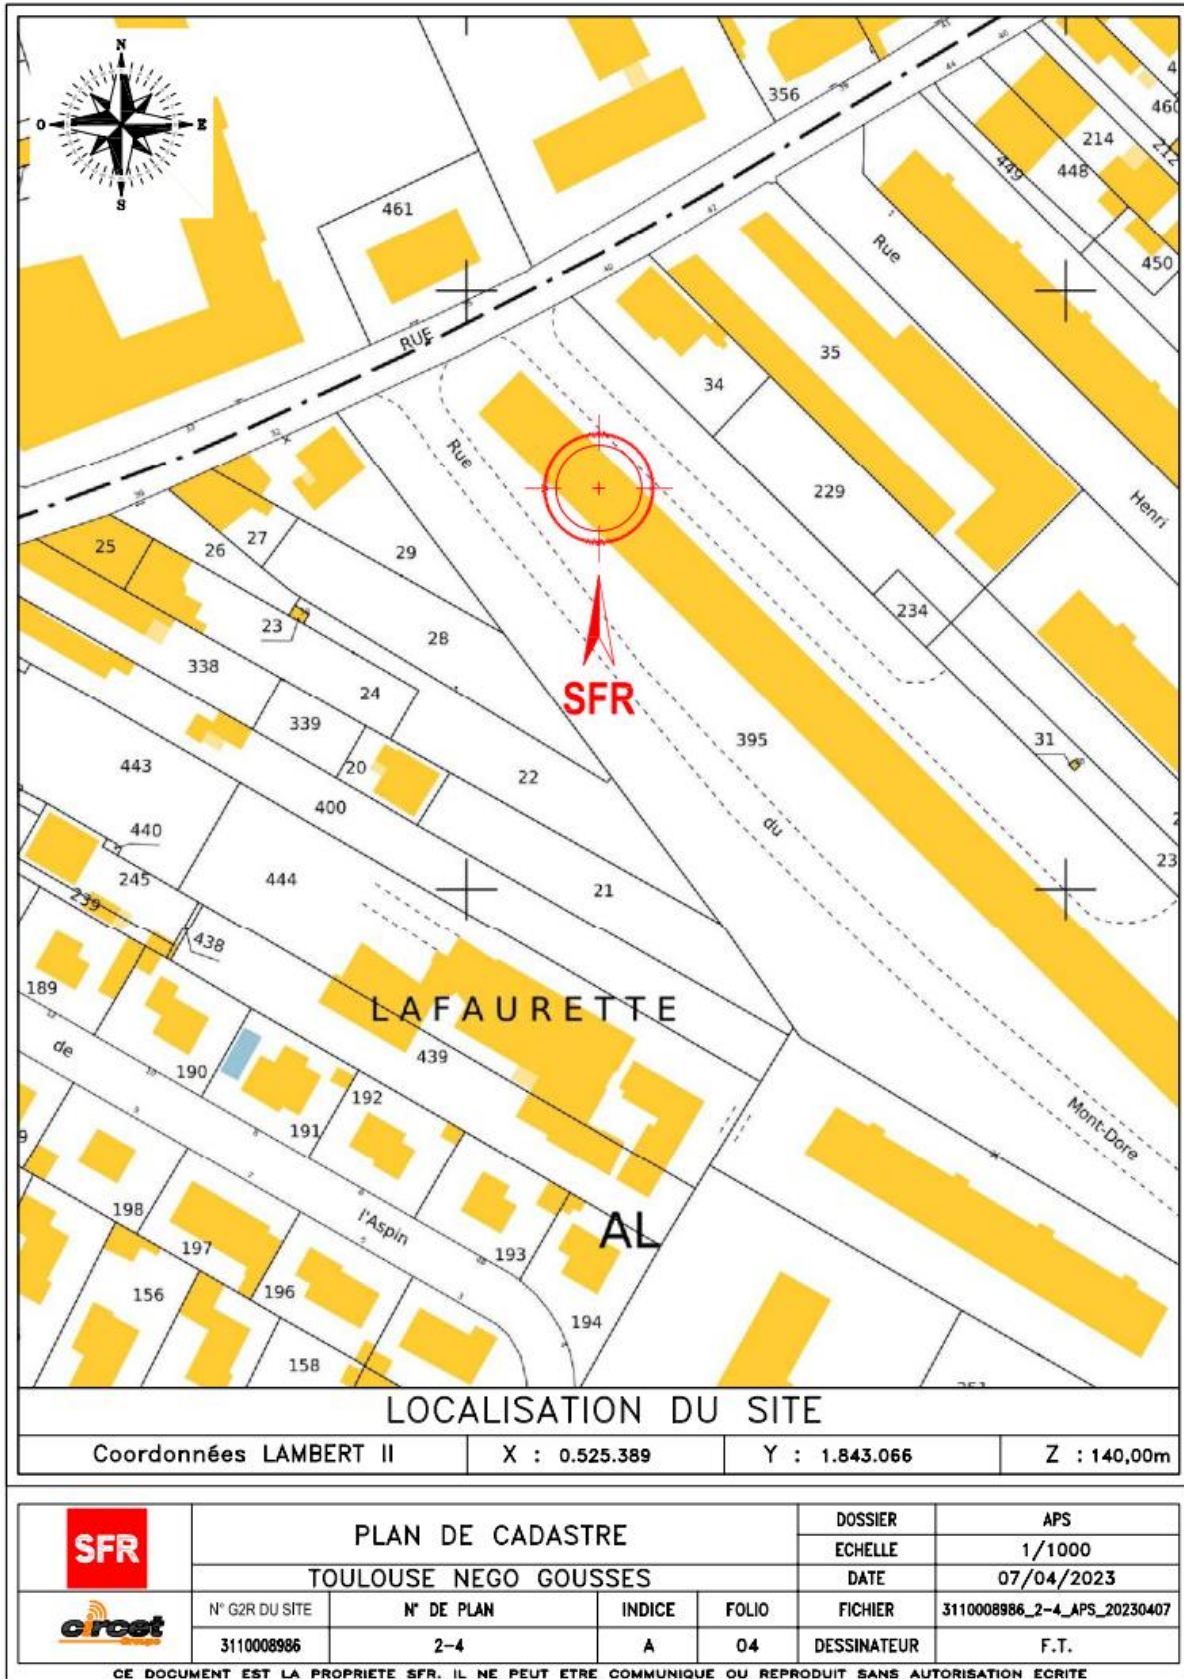 N
O
E
S
356
460
214
212
448
449
450
461
Rue
RUE
35
34
Rue
229
Henri
25
26
27
29
23
28
234
338
24
SFR
339
395
31
443
20
22
400
du
23
440
245
444
21
239
438
189
LAFAURETTE
de
439
190
192
191
Mont-Dore
198
l'Aspin
AL
197
193
156
196
194
158
LOCALISATION DU SITE
Coordonnées LAMBERT II X : 0.525.389 Y : 1.843.066 Z : 140,00m
SFR
PLAN DE CADASTRE
DOSSIER APS
ECHELLE 1/1000
TOULOUSE NEGO GOUSSES
DATE 07/04/2023
circet
Groupe
N° G2R DU SITE N° DE PLAN INDICE FOLIO FICHIER 3110008986_2-4_APS_20230407
3110008986 2-4 A 04 DESSINATEUR F.T.
CE DOCUMENT EST LA PROPRIETE SFR. IL NE PEUT ETRE COMMUNIQUE OU REPRODUIT SANS AUTORISATION ECRITE